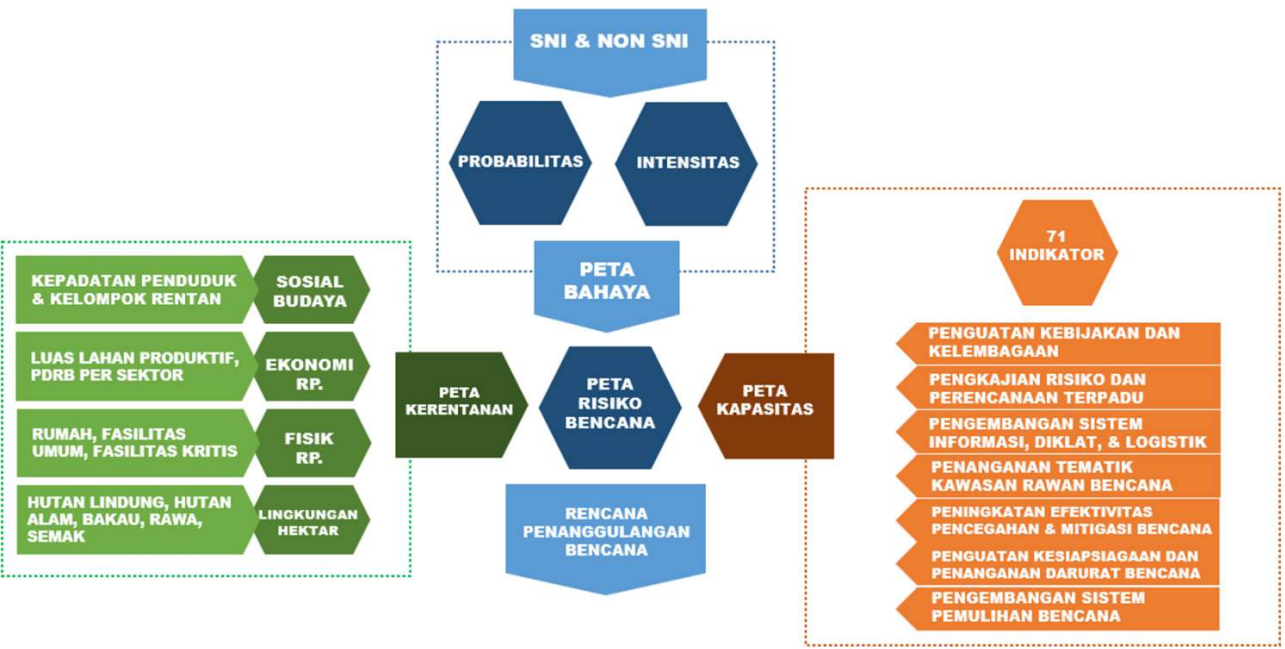 SNI & NON SNI
PROBABILITAS
INTENSITAS
PETA
BAHAYA
KEPADATAN PENDUDUK
& KELOMPOK RENTAN
SOSIAL
BUDAYA
LUAS LAHAN PRODUKTIF,
PDRB PER SEKTOR
EKONOMI
RP.
RUMAH, FASILITAS
UMUM, FASILITAS KRITIS
FISIK
RP.
HUTAN LINDUNG, HUTAN
ALAM, BAKAU, RAWA,
SEMAK
LINGKUNGAN
HEKTAR
PETA
KERENTANAN
PETA
RISIKO
BENCANA
PETA
KAPASITAS
RENCANA
PENANGGULANGAN
BENCANA
71
INDIKATOR
PENGUATAN KEBIJAKAN DAN
KELEMBAGAAN
PENGKAJIAN RISIKO DAN
PERENCANAAN TERPADU
PENGEMBANGAN SISTEM
INFORMASI, DIKLAT, & LOGISTIK
PENANGANAN TEMATIK
KAWASAN RAWAN BENCANA
PENINGKATAN EFEKTIVITAS
PENCEGAHAN & MITIGASI BENCANA
PENGUATAN KESIAPSIAGAAN DAN
PENANGANAN DARURAT BENCANA
PENGEMBANGAN SISTEM
PEMULIHAN BENCANA